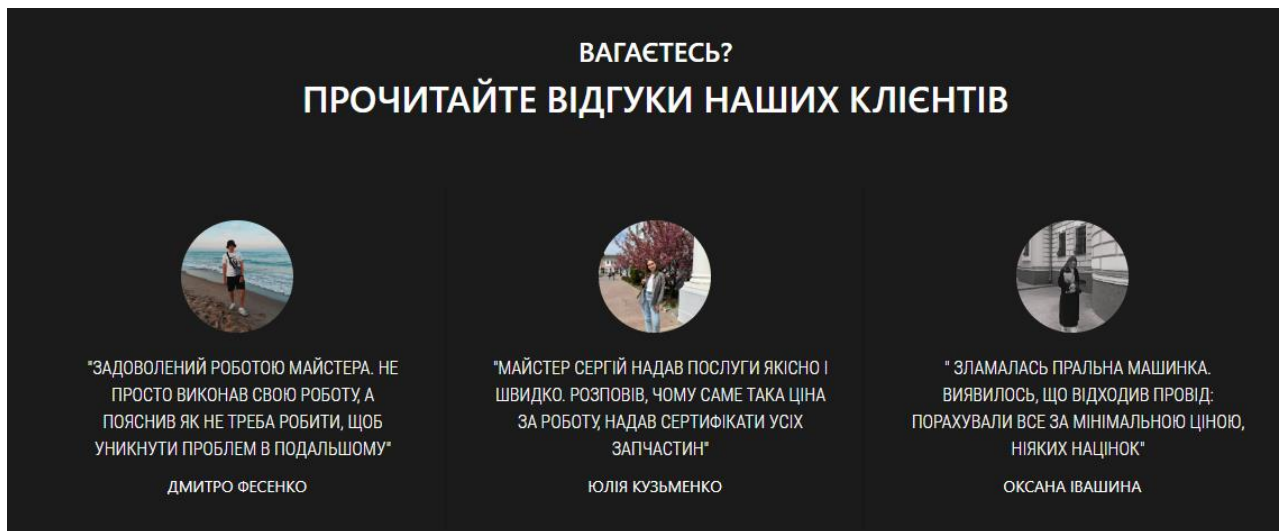 ВАГАЄТЕСЬ?
ПРОЧИТАЙТЕ ВІДГУКИ НАШИХ КЛІЄНТІВ
"ЗАДОВОЛЕНИЙ РОБОТОЮ МАЙСТЕРА. НЕ
ПРОСТО ВИКОНАВ СВОЮ РОБОТУ, А
ПОЯСНИВ ЯК НЕ ТРЕБА РОБИТИ, ЩОБ
УНИКНУТИ ПРОБЛЕМ В ПОДАЛЬШОМУ"
ДМИТРО ФЕСЕНКО
"МАЙСТЕР СЕРГІЙ НАДАВ ПОСЛУГИ ЯКІСНО І
ШВИДКО. РОЗПОВІВ, ЧОМУ САМЕ ТАКА ЦІНА
ЗА РОБОТУ, НАДАВ СЕРТИФІКАТИ УСІХ
ЗАПЧАСТИН"
ЮЛІЯ КУЗЬМЕНКО
" ЗЛАМАЛАСЬ ПРАЛЬНА МАШИНКА.
ВИЯВИЛОСЬ, ЩО ВІДХОДИВ ПРОВІД:
ПОРАХУВАЛИ ВСЕ ЗА МІНІМАЛЬНОЮ ЦІНОЮ,
НІЯКИХ НАЦІНОК"
ОКСАНА ІВАШИНА